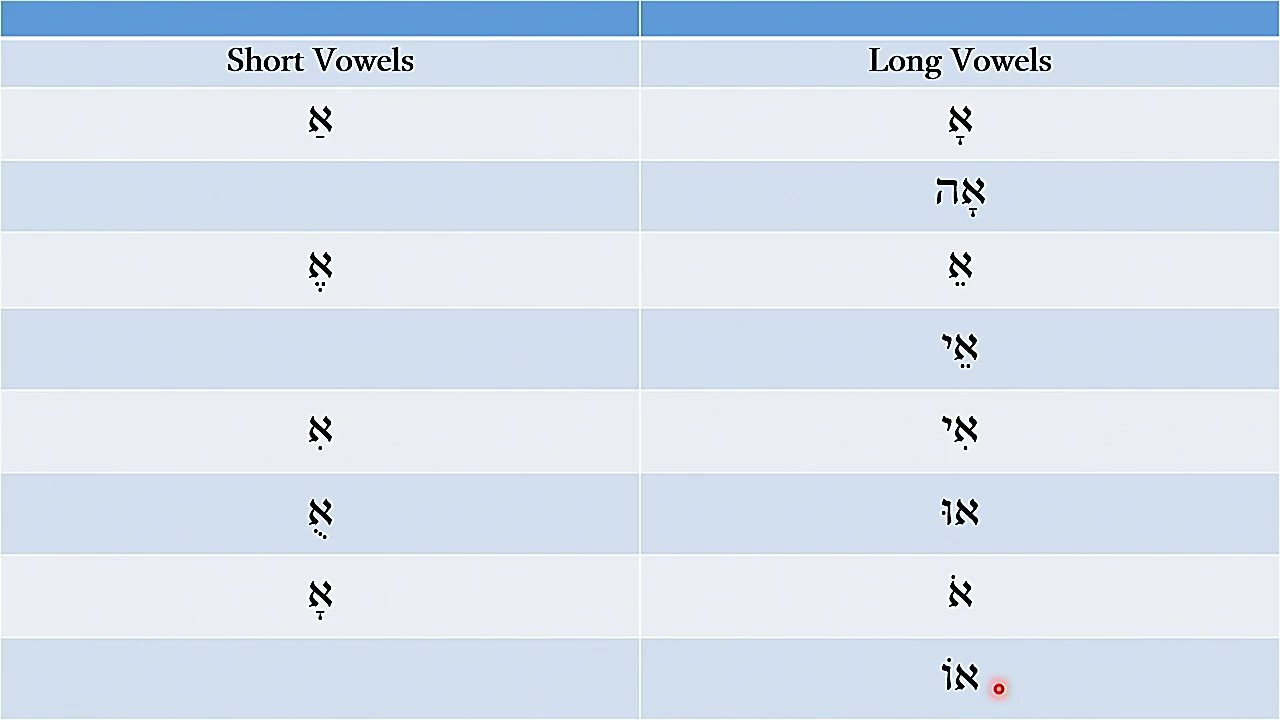 Short Vowels Long Vowels
אַ אָ
אָה
אֶ אֵ
אֵי
אִ אִי
אֻ אוּ
אָ אֹ
אוֹ